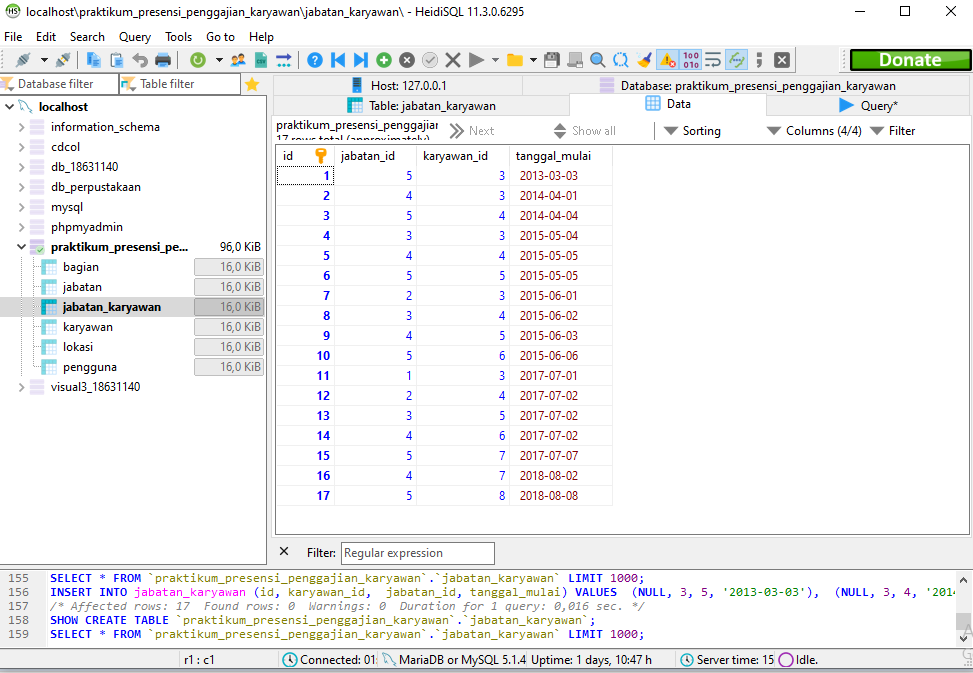 localhost\praktikum_presensi_penggajian_karyawan\jabatan_karyawan\ - HeidiSQL 11.3.0.6295
File Edit Search Query Tools Go to Help
Donate
Database filter Table filter
Host: 127.0.0.1 Database: praktikum_presensi_penggajian_karyawan
Table: jabatan_karyawan Data Query*
praktikum_presensi_penggajian Next Show all Sorting Columns (4/4) Filter
17 rows total (approximately)
localhost
information_schema
cdcol
db_18631140
db_perpustakaan
mysql
phpmyadmin
praktikum_presensi_pe... 96,0 KiB
bagian 16,0 KiB
jabatan 16,0 KiB
jabatan_karyawan 16,0 KiB
karyawan 16,0 KiB
lokasi 16,0 KiB
pengguna 16,0 KiB
visual3_18631140
id jabatan_id karyawan_id tanggal_mulai
1 5 3 2013-03-03
2 4 3 2014-04-01
3 5 4 2014-04-04
4 3 3 2015-05-04
5 4 4 2015-05-05
6 5 5 2015-05-05
7 2 3 2015-06-01
8 3 4 2015-06-02
9 4 5 2015-06-03
10 5 6 2015-06-06
11 1 3 2017-07-01
12 2 4 2017-07-02
13 3 5 2017-07-02
14 4 6 2017-07-02
15 5 7 2017-07-07
16 4 7 2018-08-02
17 5 8 2018-08-08
Filter: Regular expression
155 SELECT * FROM `praktikum_presensi_penggajian_karyawan`.`jabatan_karyawan` LIMIT 1000;
156 INSERT INTO jabatan_karyawan (id, karyawan_id, jabatan_id, tanggal_mulai) VALUES (NULL, 3, 5, '2013-03-03'), (NULL, 3, 4, '2014
157 /* Affected rows: 17 Found rows: 0 Warnings: 0 Duration for 1 query: 0,016 sec. */
158 SHOW CREATE TABLE `praktikum_presensi_penggajian_karyawan`.`jabatan_karyawan`;
159 SELECT * FROM `praktikum_presensi_penggajian_karyawan`.`jabatan_karyawan` LIMIT 1000;
r1 : c1 Connected: 01: MariaDB or MySQL 5.1.4 Uptime: 1 days, 10:47 h Server time: 15 Idle.